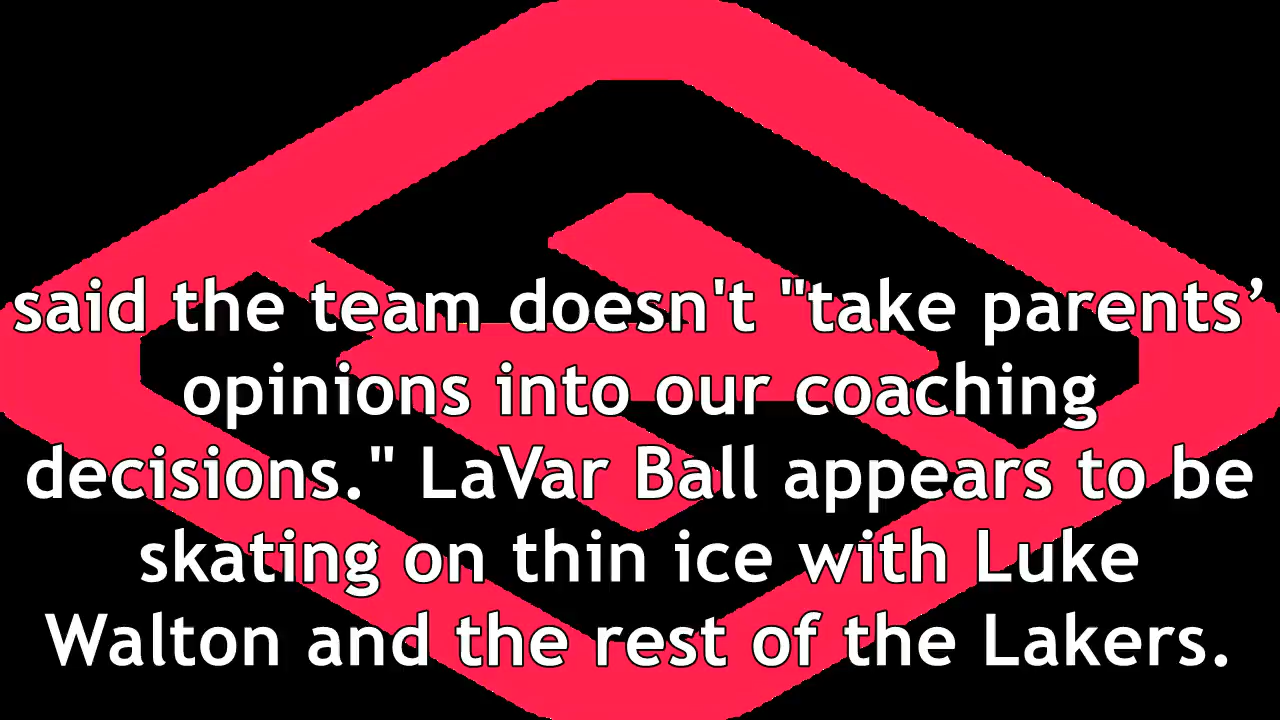 said the team doesn't "take parents’
opinions into our coaching
decisions." LaVar Ball appears to be
skating on thin ice with Luke
Walton and the rest of the Lakers.